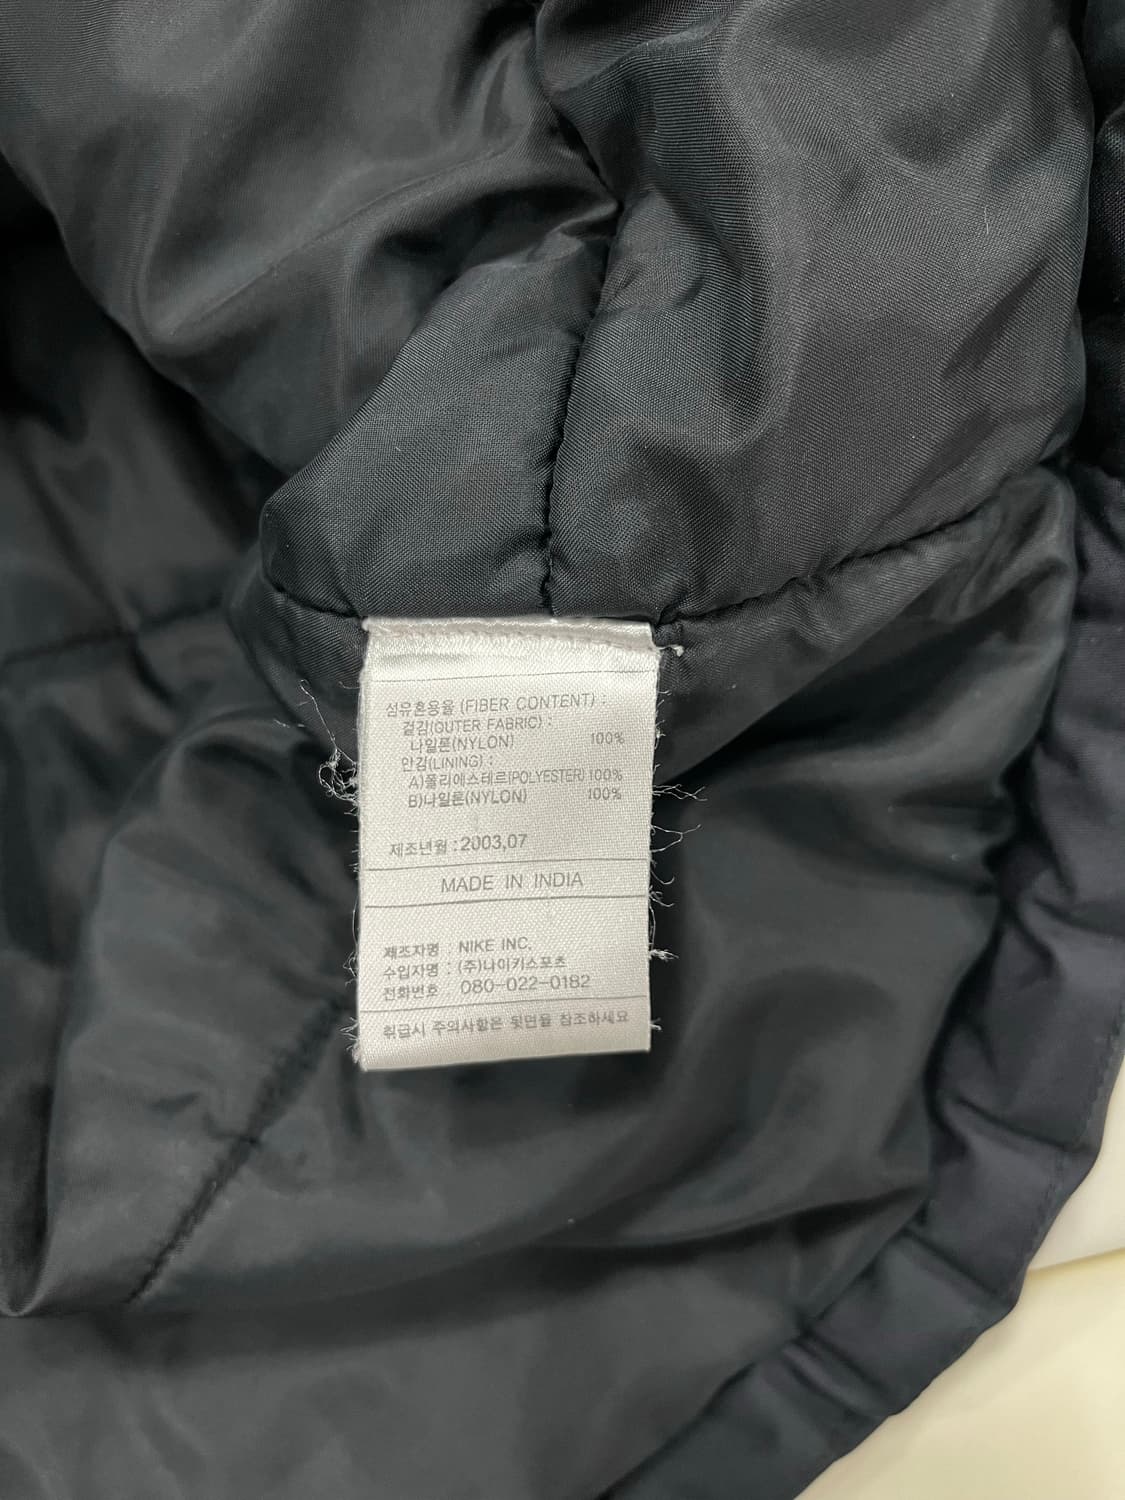 섬유혼용율 (FIBER CONTENT) :
겉감(OUTER FABRIC) :
나일론(NYLON) 100%
안감(LINING) :
A)폴리에스테르(POLYESTER) 100%
B)나일론(NYLON) 100%
제조년월 : 2003,07
MADE IN INDIA
제조자명 : NIKE INC.
수입자명 : (주)나이키스포츠
전화번호 080-022-0182
취급시 주의사항은 뒷면을 참조하세요